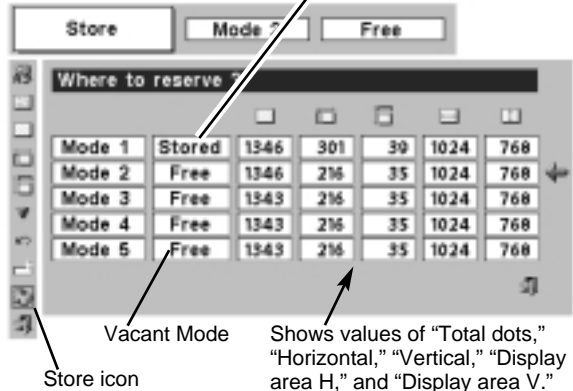 Store Mode 2 Free
Where to reserve ?
Mode 1 Stored 1346 301 39 1024 768
Mode 2 Free 1343 216 35 1024 768
Mode 3 Free 1343 216 35 1024 768
Mode 4 Free 1343 216 35 1024 768
Mode 5 Free 1343 216 35 1024 768
Vacant Mode
Store icon
Shows values of “Total dots,”
“Horizontal,” “Vertical,” “Display
area H,” and “Display area V.”